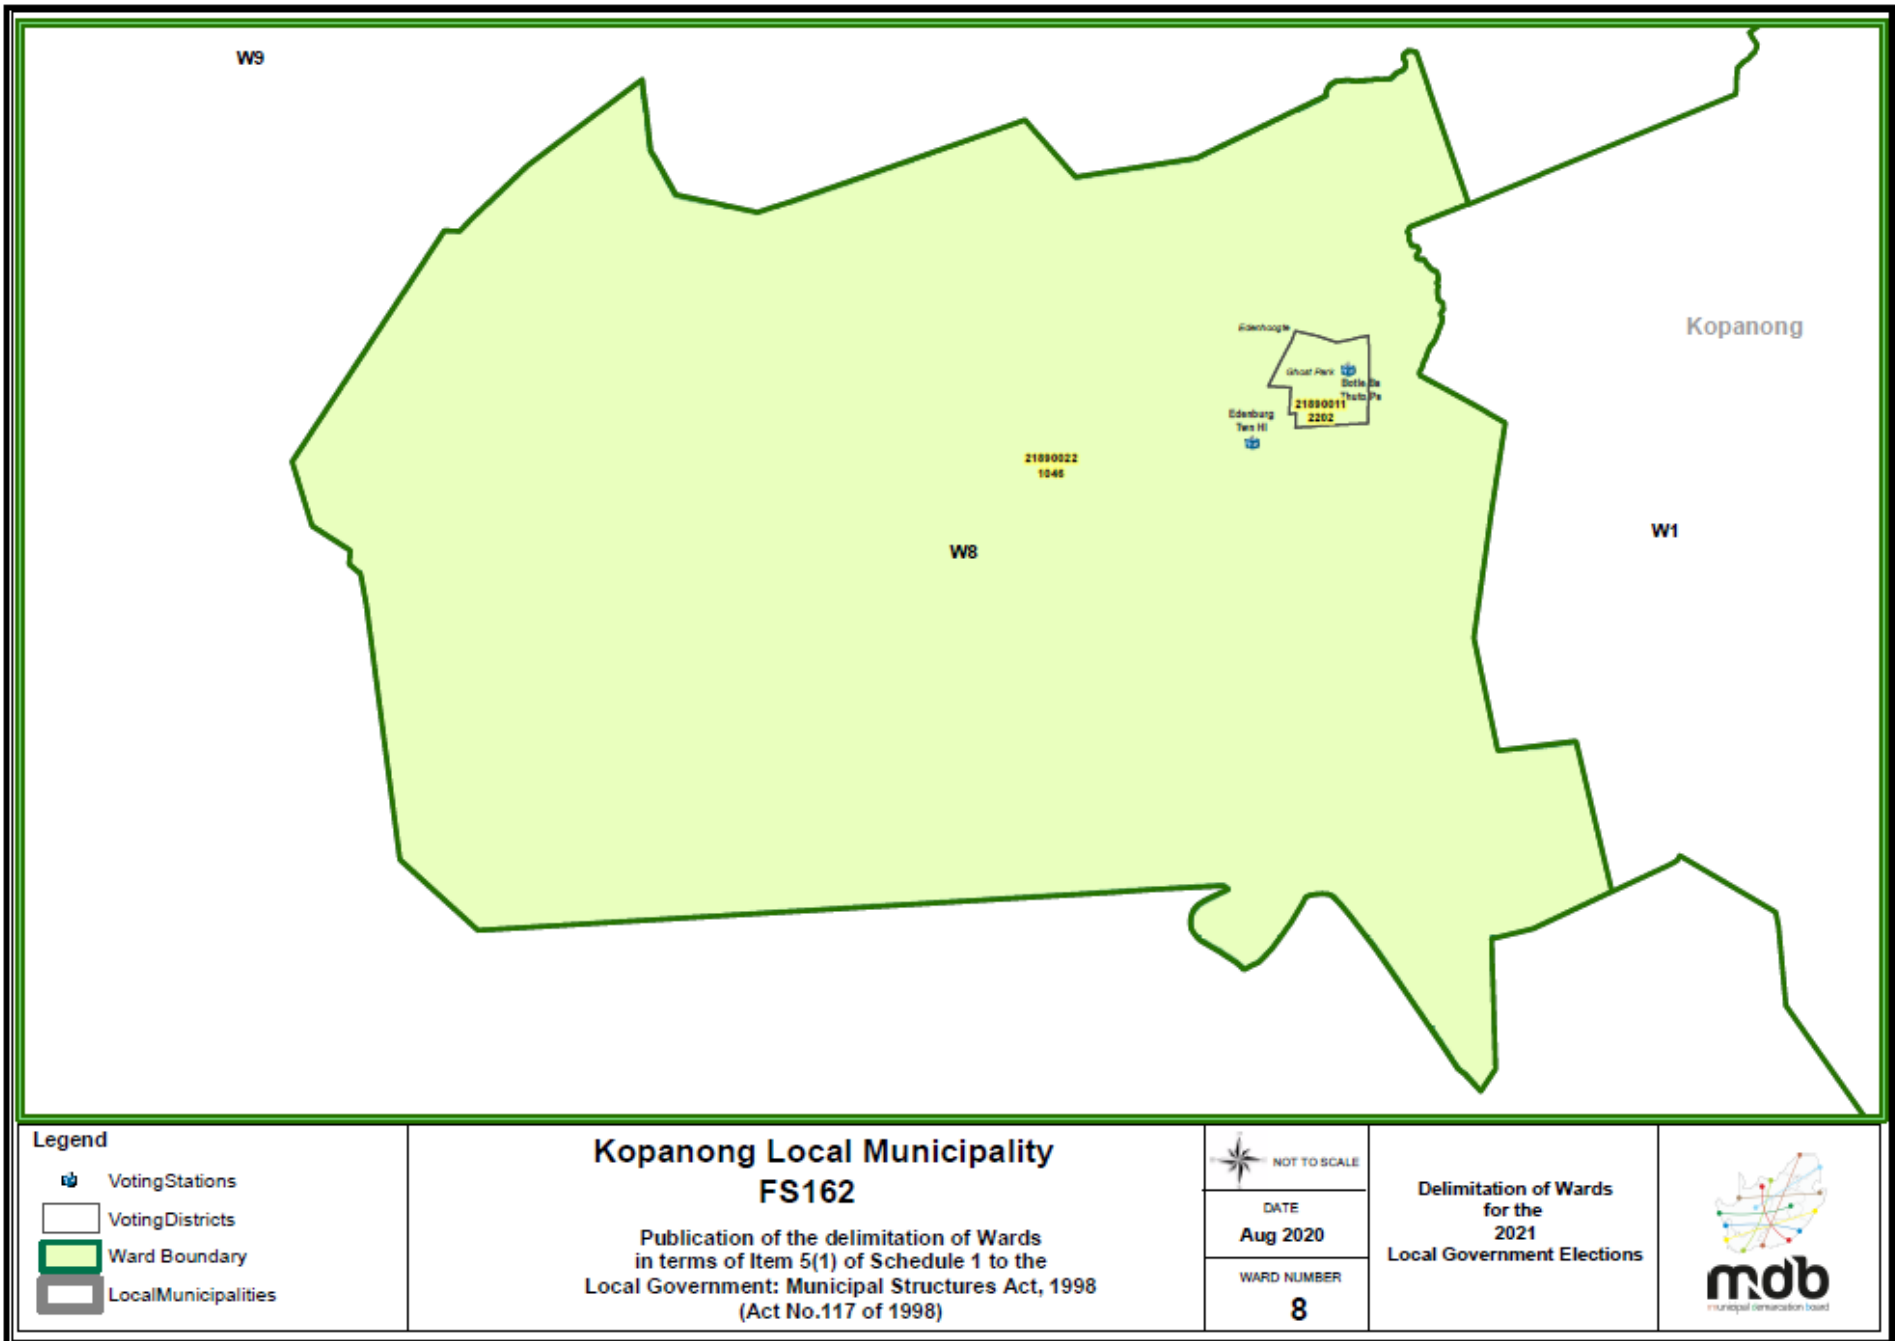 W9
Kopanong
Edenhoogte
Ghost Park
Botle Ba
Thuto Pa
21890011
2202
Edenburg
Twn Hl
21890022
1046
W8
W1
Legend
VotingStations
VotingDistricts
Ward Boundary
LocalMunicipalities
Kopanong Local Municipality
FS162
Publication of the delimitation of Wards
in terms of Item 5(1) of Schedule 1 to the
Local Government: Municipal Structures Act, 1998
(Act No.117 of 1998)
NOT TO SCALE
DATE
Aug 2020
WARD NUMBER
8
Delimitation of Wards
for the
2021
Local Government Elections
mdb
municipal demarcation board